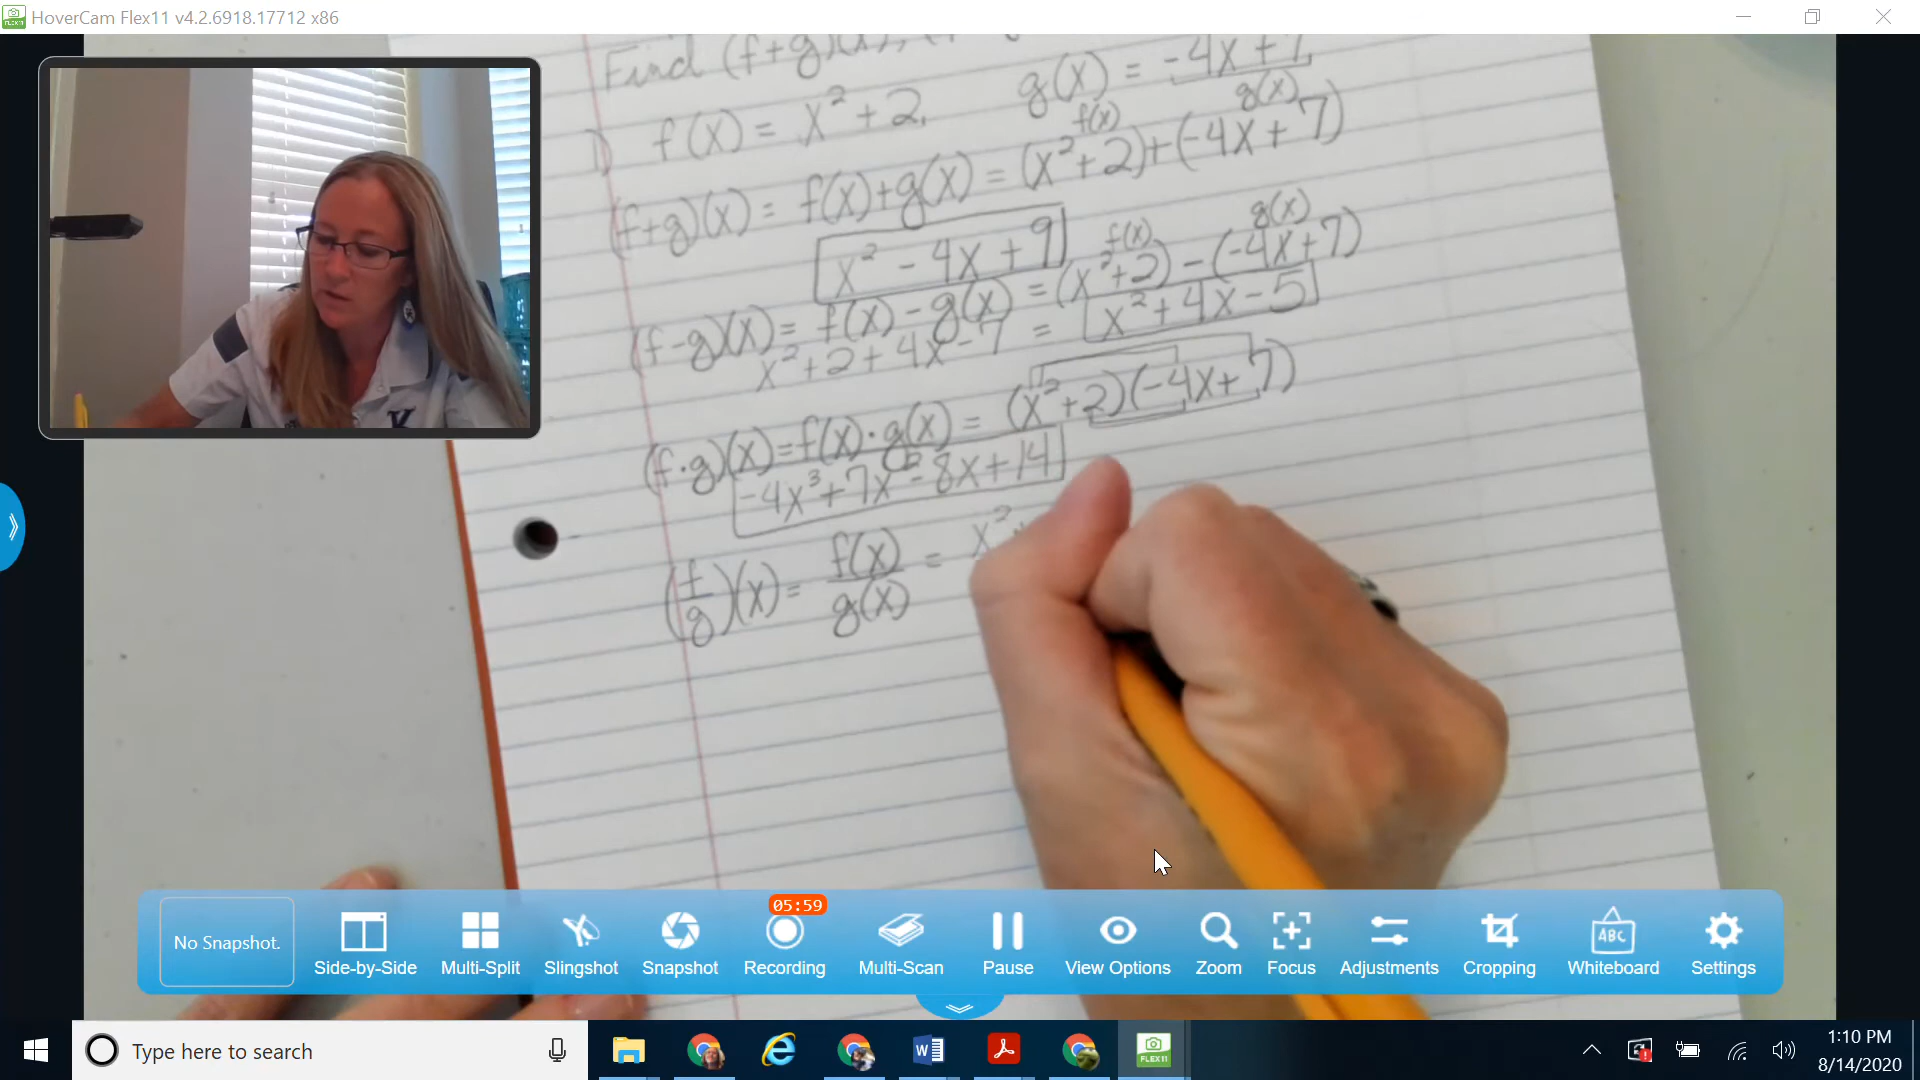 HoverCam Flex11 v4.2.6918.17712 x86
Find (f+g)(x),
1) f(x) = x² + 2, g(x) = -4x + 7
f(x) g(x)
(f+g)(x) = f(x)+g(x) = (x²+2)+(-4x+7)
x² - 4x + 9
f(x) g(x)
(f-g)(x) = f(x) - g(x) = (x²+2) - (-4x+7)
x²+2+4x-7 = x²+4x-5
(f·g)(x)=f(x)·g(x) = (x²+2)(-4x+7)
-4x³+7x²-8x+14
(f/g)(x) = f(x)/g(x) = x²
05:59
No Snapshot.
Side-by-Side Multi-Split Slingshot Snapshot Recording Multi-Scan Pause View Options Zoom Focus Adjustments Cropping Whiteboard Settings
ABC
Type here to search
FLEX11
1:10 PM
8/14/2020